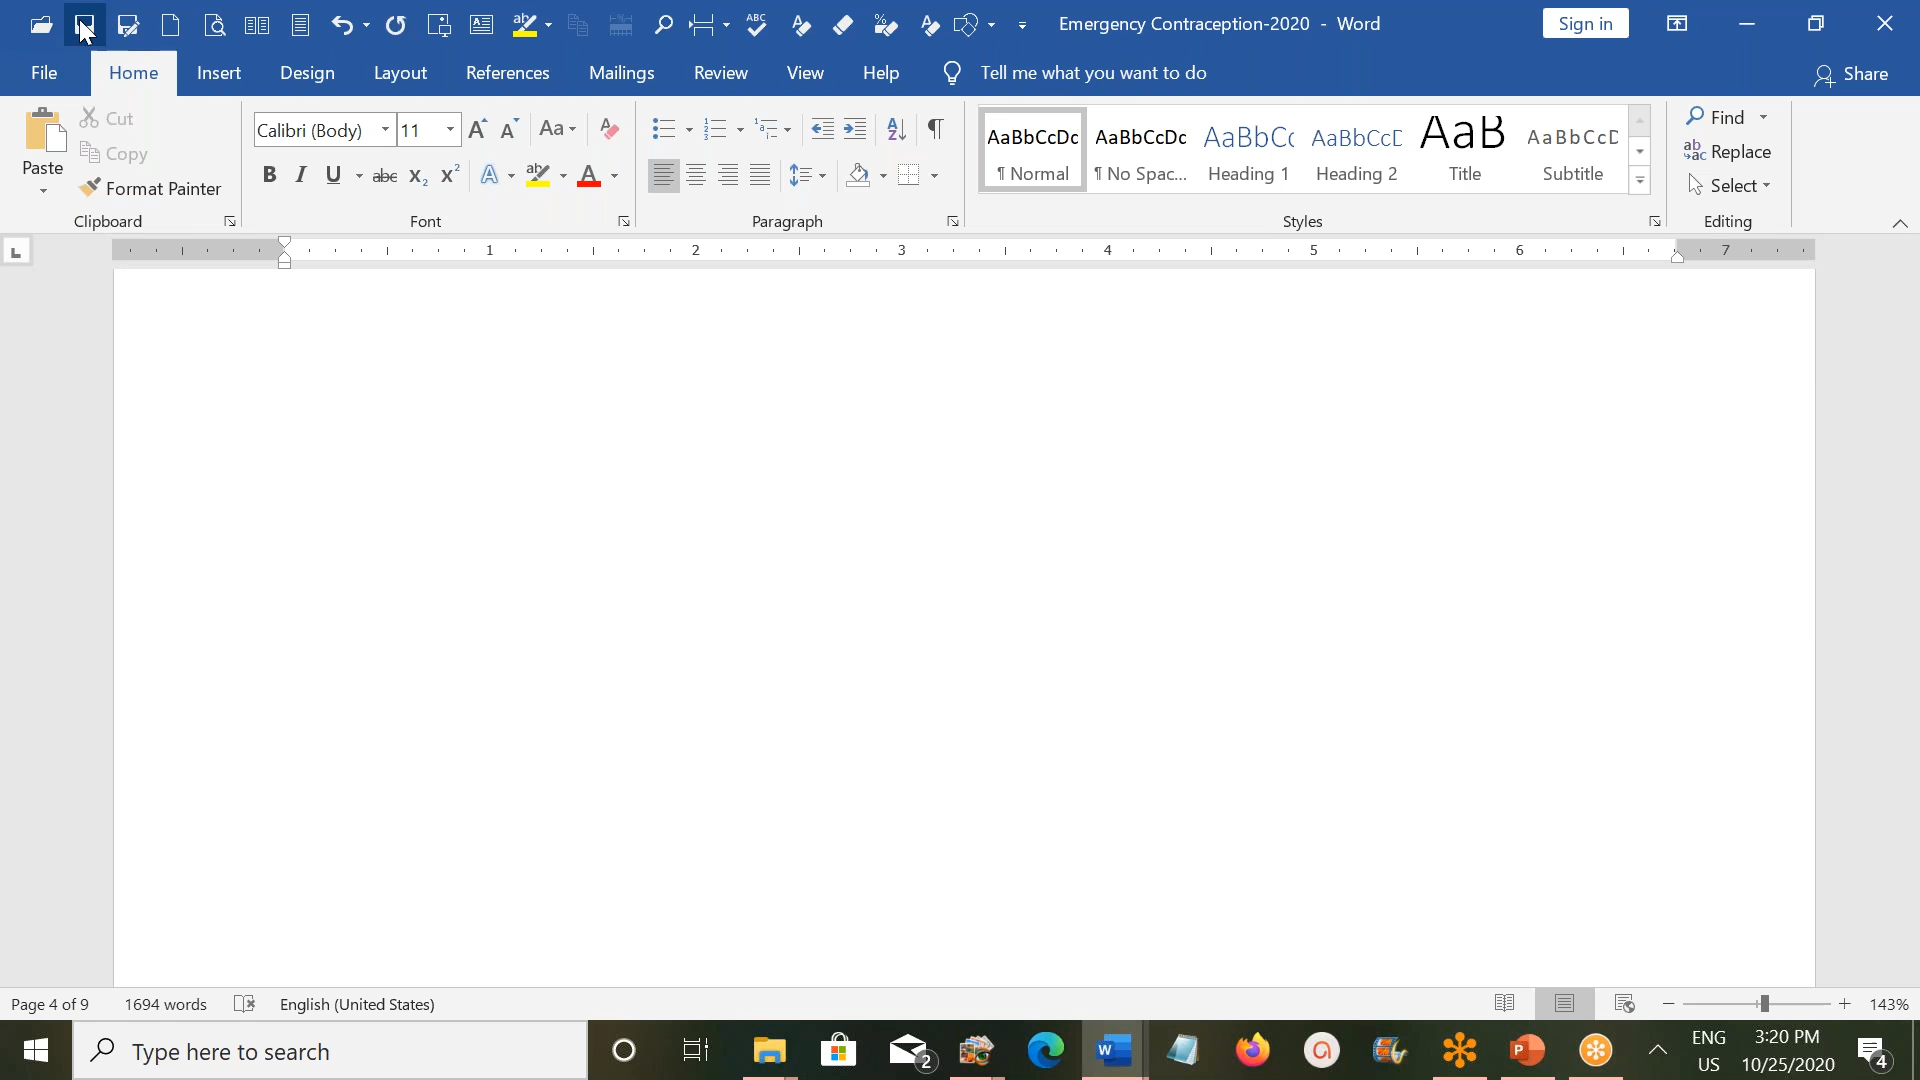 Emergency Contraception-2020 - Word
Sign in
File Home Insert Design Layout References Mailings Review View Help Tell me what you want to do Share
Paste
Cut
Copy
Format Painter
Clipboard
Calibri (Body) 11
Font
Paragraph
AaBbCcDc AaBbCcDc AaBbCc AaBbCcD AaB AaBbCcD
¶ Normal ¶ No Spac... Heading 1 Heading 2 Title Subtitle
Styles
Find
Replace
Select
Editing
1 2 3 4 5 6 7
Page 4 of 9 1694 words English (United States) 143%
Type here to search
2
ENG
US
3:20 PM
10/25/2020
4